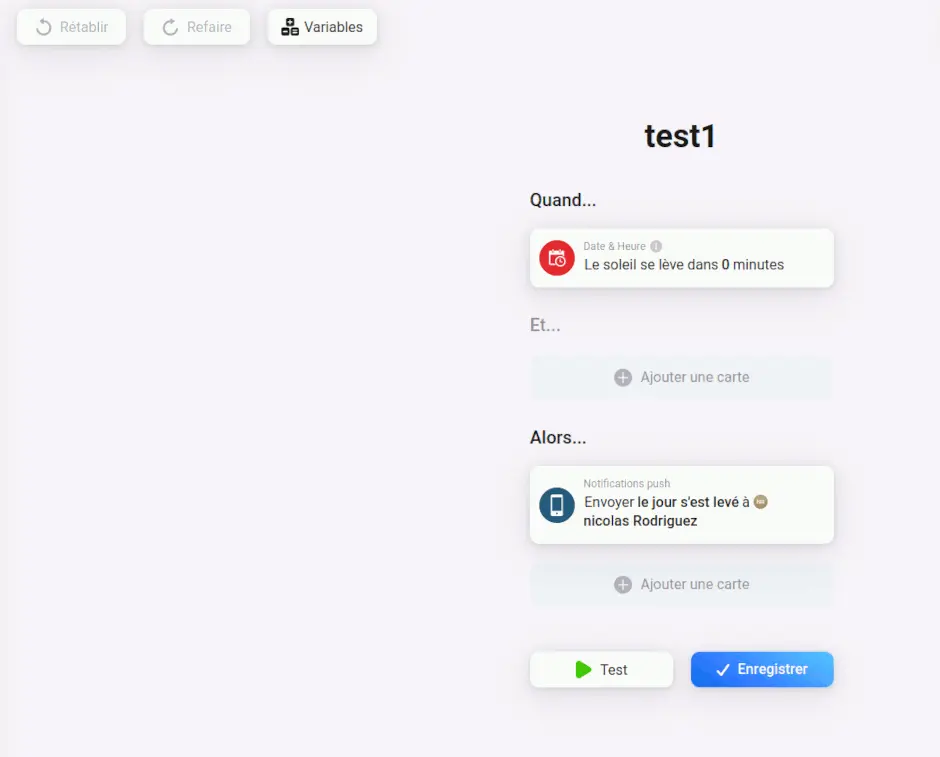 Rétablir
Refaire
Variables
test1
Quand...
Date & Heure
Le soleil se lève dans 0 minutes
Et...
Ajouter une carte
Alors...
Notifications push
Envoyer le jour s'est levé à
nicolas Rodriguez
Ajouter une carte
Test
Enregistrer